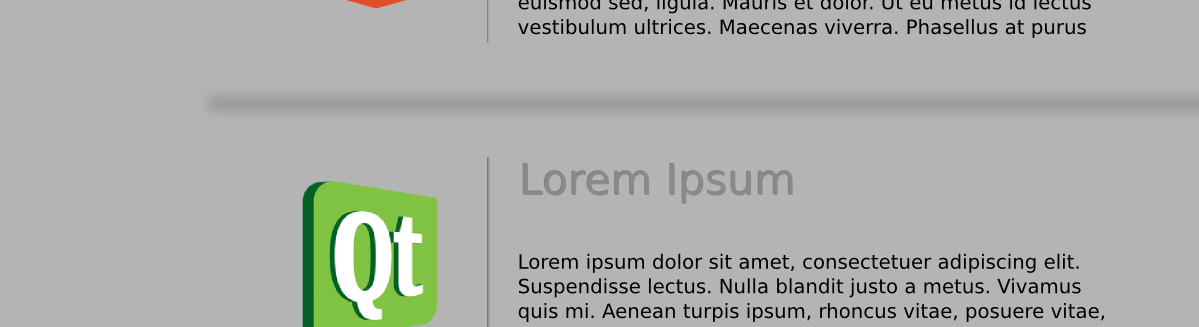 euismod sed, ligula. Mauris et dolor. Ut eu metus id lectus
vestibulum ultrices. Maecenas viverra. Phasellus at purus
Lorem Ipsum
Qt
Lorem ipsum dolor sit amet, consectetuer adipiscing elit.
Suspendisse lectus. Nulla blandit justo a metus. Vivamus
quis mi. Aenean turpis ipsum, rhoncus vitae, posuere vitae,